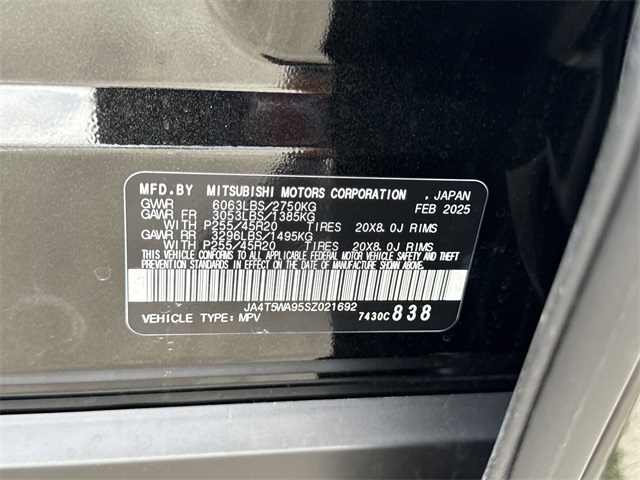 MFD.BY MITSUBISHI MOTORS CORPORATION , JAPAN
GVWR 6063LBS/2750KG FEB 2025
GAWR FR 3053LBS/1385KG
WITH P255/45R20 TIRES 20X8.0J RIMS
GAWR RR 3296LBS/1495KG
WITH P255/45R20 TIRES 20X8.0J RIMS
THIS VEHICLE CONFORMS TO ALL APPLICABLE FEDERAL MOTOR VEHICLE SAFETY AND THEFT
PREVENTION STANDARDS IN EFFECT ON THE DATE OF MANUFACTURE SHOWN ABOVE.
JA4T5WA95SZ021692
VEHICLE TYPE: MPV 7430C 838